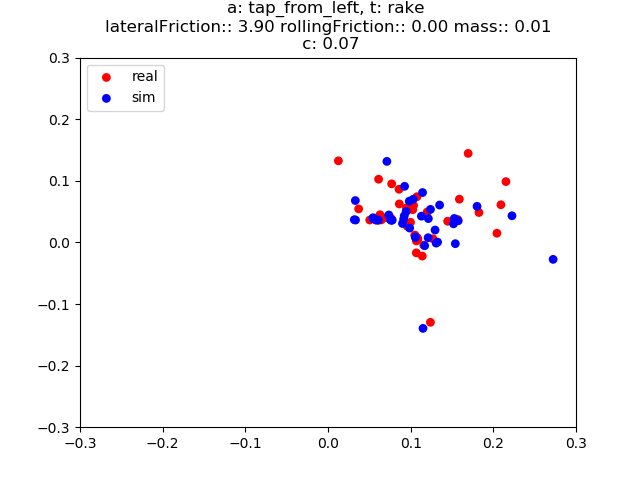 a: tap_from_left, t: rake
lateralFriction:: 3.90 rollingFriction:: 0.00 mass:: 0.01
c: 0.07
real
sim
0.3
0.2
0.1
0.0
−0.1
−0.2
−0.3
−0.3 −0.2 −0.1 0.0 0.1 0.2 0.3